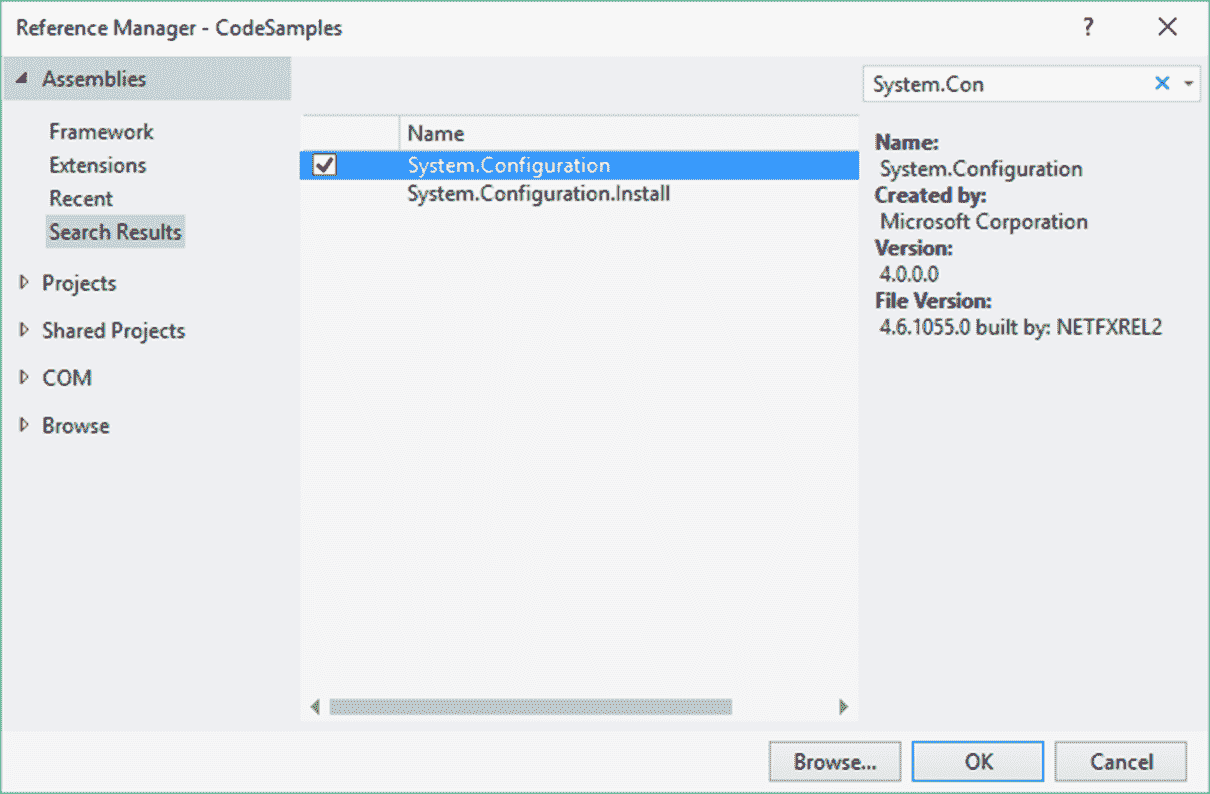 Reference Manager - CodeSamples
?
Assemblies
System.Con
Framework
Extensions
Recent
Search Results
Projects
Shared Projects
COM
Browse
Name
System.Configuration
System.Configuration.Install
Name:
System.Configuration
Created by:
Microsoft Corporation
Version:
4.0.0.0
File Version:
4.6.1055.0 built by: NETFXREL2
Browse...
OK
Cancel